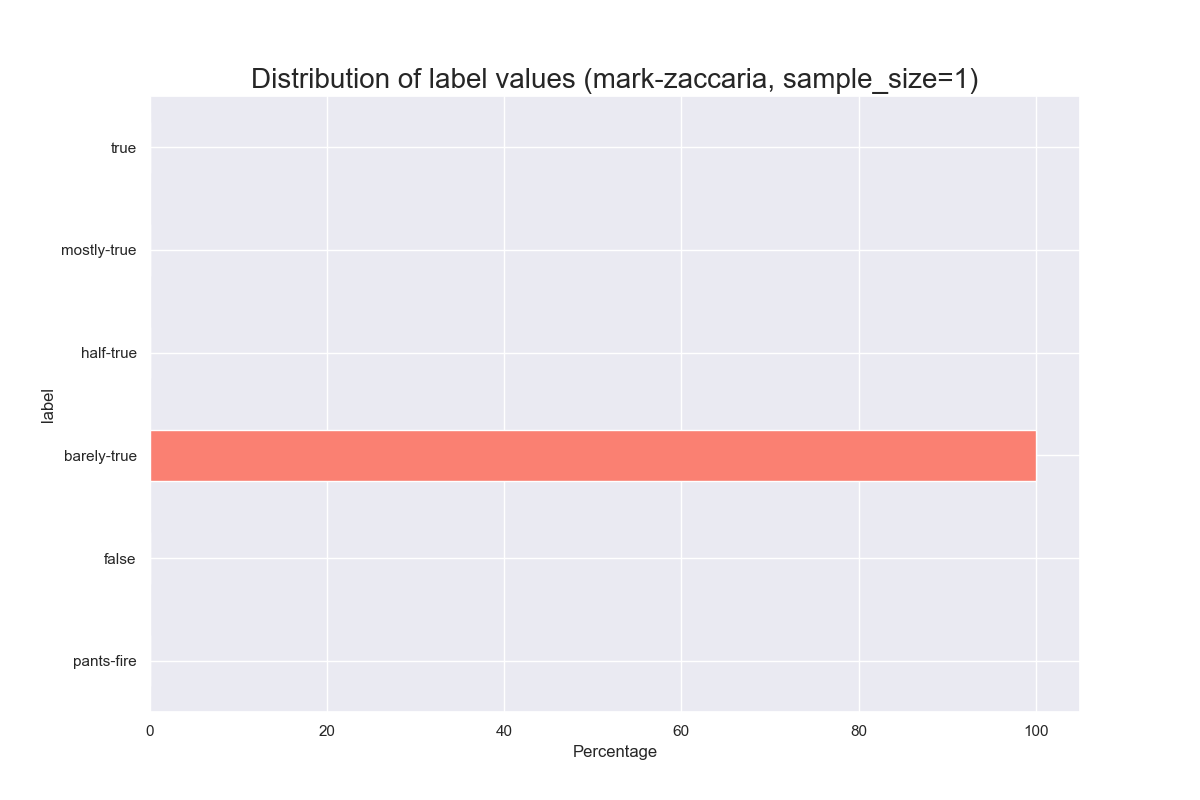 Distribution of label values (mark-zaccaria, sample_size=1)
true
mostly-true
half-true
label
barely-true
false
pants-fire
0 20 40 60 80 100
Percentage